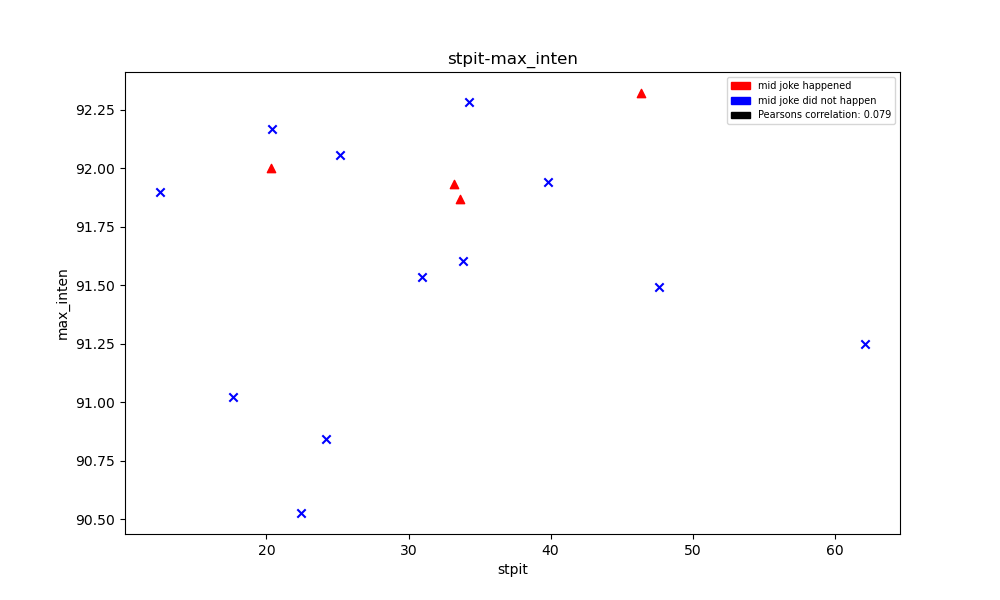 stpit-max_inten
mid joke happened
mid joke did not happen
Pearsons correlation: 0.079
92.25
92.00
91.75
91.50
91.25
91.00
90.75
90.50
max_inten
20 30 40 50 60
stpit